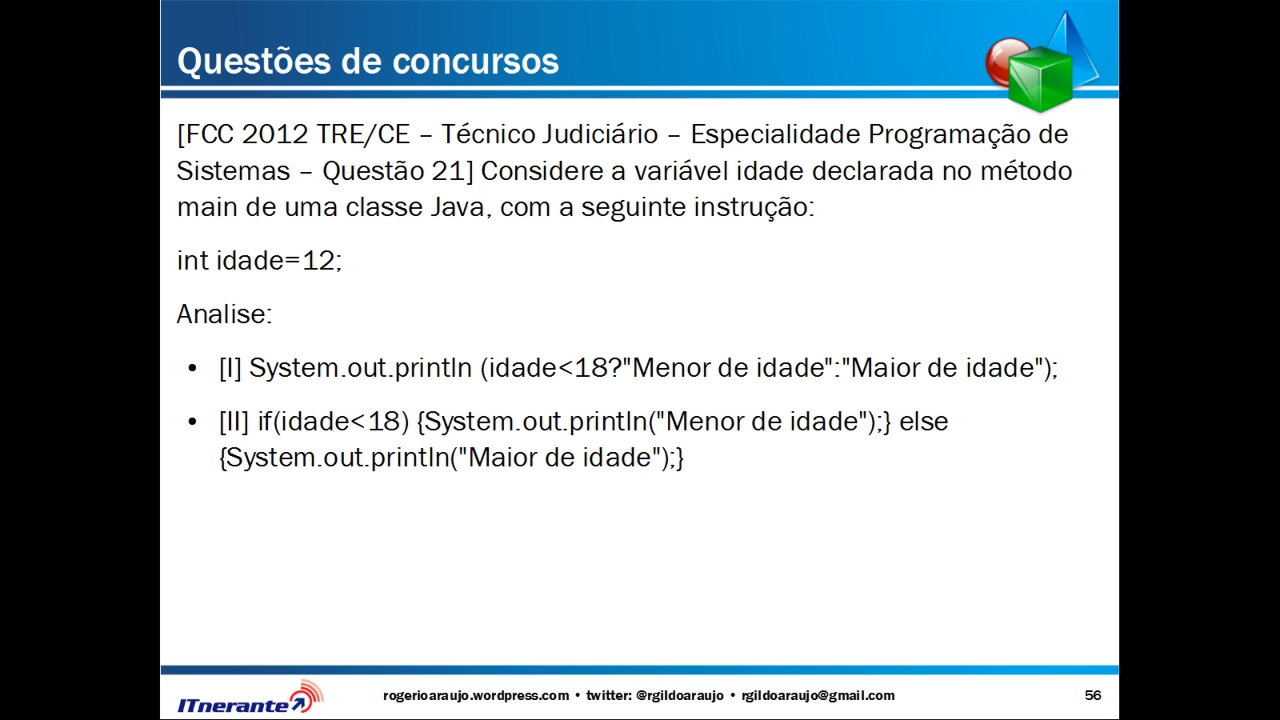 Questões de concursos
[FCC 2012 TRE/CE – Técnico Judiciário – Especialidade Programação de
Sistemas – Questão 21] Considere a variável idade declarada no método
main de uma classe Java, com a seguinte instrução:
int idade=12;
Analise:
• [I] System.out.println (idade<18?"Menor de idade":"Maior de idade");
• [II] if(idade<18) {System.out.println("Menor de idade");} else
{System.out.println("Maior de idade");}
ITnerante
rogerioaraujo.wordpress.com • twitter: @rgildoaraujo • rgildoaraujo@gmail.com
56